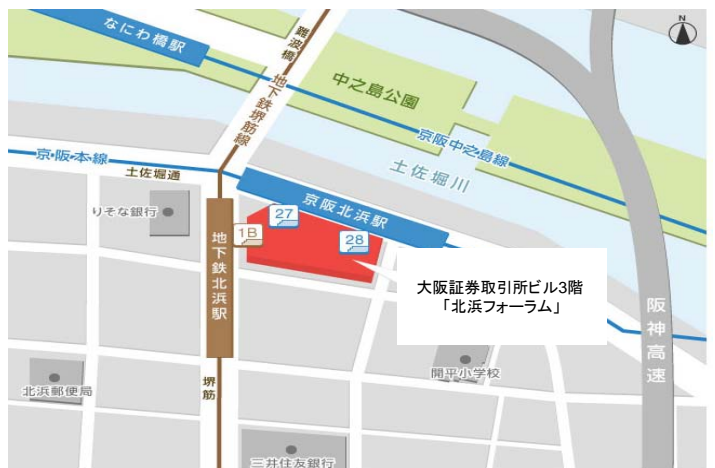 N
なにわ橋駅
難波橋
地下鉄堺筋線
中之島公園
京阪中之島線
京阪本線
土佐堀通
土佐堀川
りそな銀行
京阪北浜駅
27
1B
28
地下鉄北浜駅
大阪証券取引所ビル3階
「北浜フォーラム」
阪神高速
開平小学校
北浜郵便局
堺筋
三井住友銀行